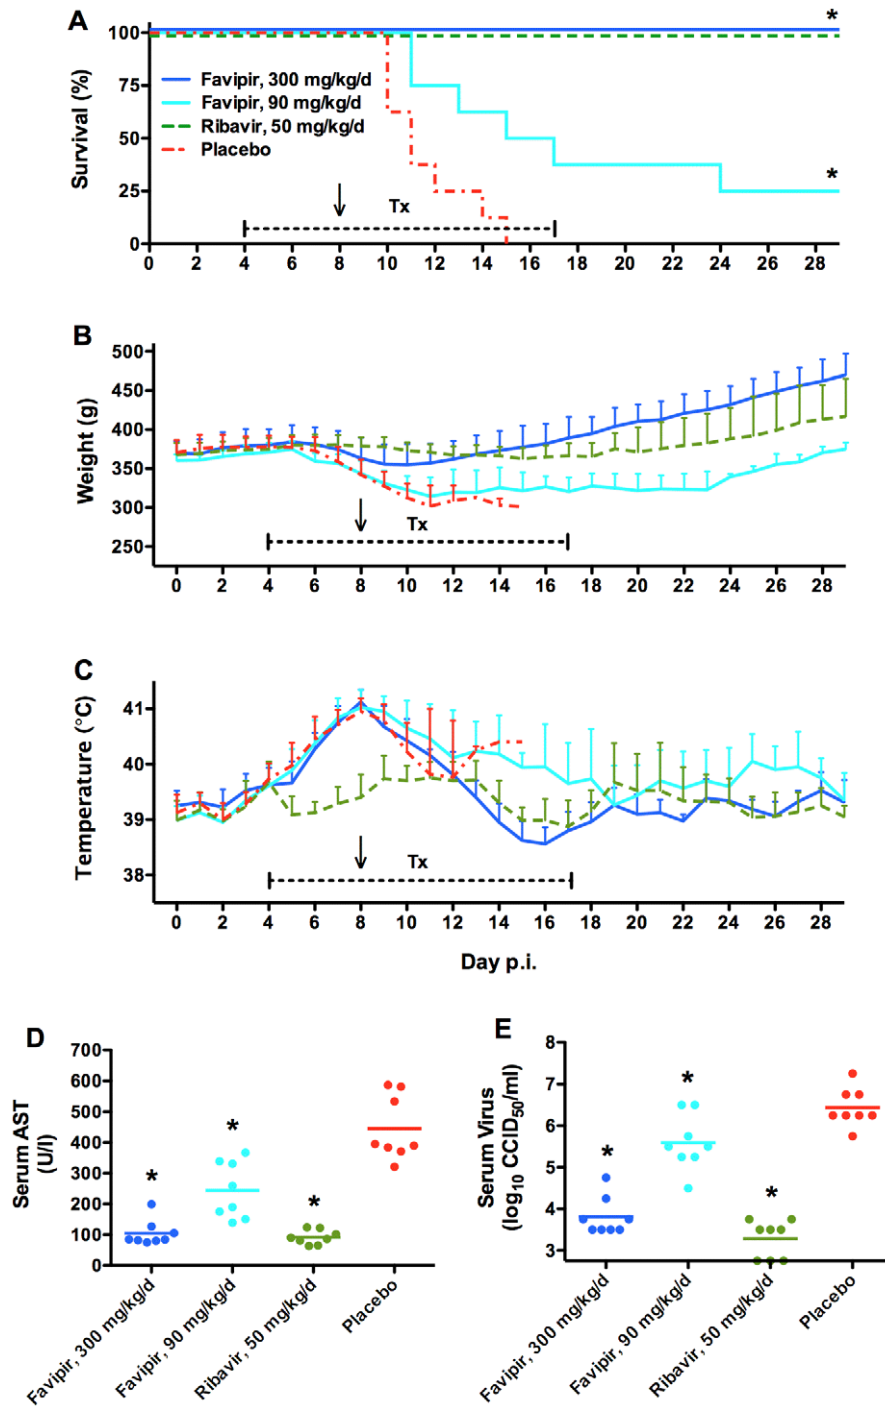 A
Survival (%)
100
75
50
25
0
Favipir, 300 mg/kg/d
Favipir, 90 mg/kg/d
Ribavir, 50 mg/kg/d
Placebo
*
*
Tx
0 2 4 6 8 10 12 14 16 18 20 22 24 26 28
B
Weight (g)
500
450
400
350
300
250
Tx
0 2 4 6 8 10 12 14 16 18 20 22 24 26 28
C
Temperature (°C)
41
40
39
38
Tx
0 2 4 6 8 10 12 14 16 18 20 22 24 26 28
Day p.i.
D
Serum AST
(U/l)
700
600
500
400
300
200
100
0
*
*
*
Favipir, 300 mg/kg/d
Favipir, 90 mg/kg/d
Ribavir, 50 mg/kg/d
Placebo
E
Serum Virus
(log10 CCID50/ml)
8
7
6
5
4
3
*
*
*
Favipir, 300 mg/kg/d
Favipir, 90 mg/kg/d
Ribavir, 50 mg/kg/d
Placebo